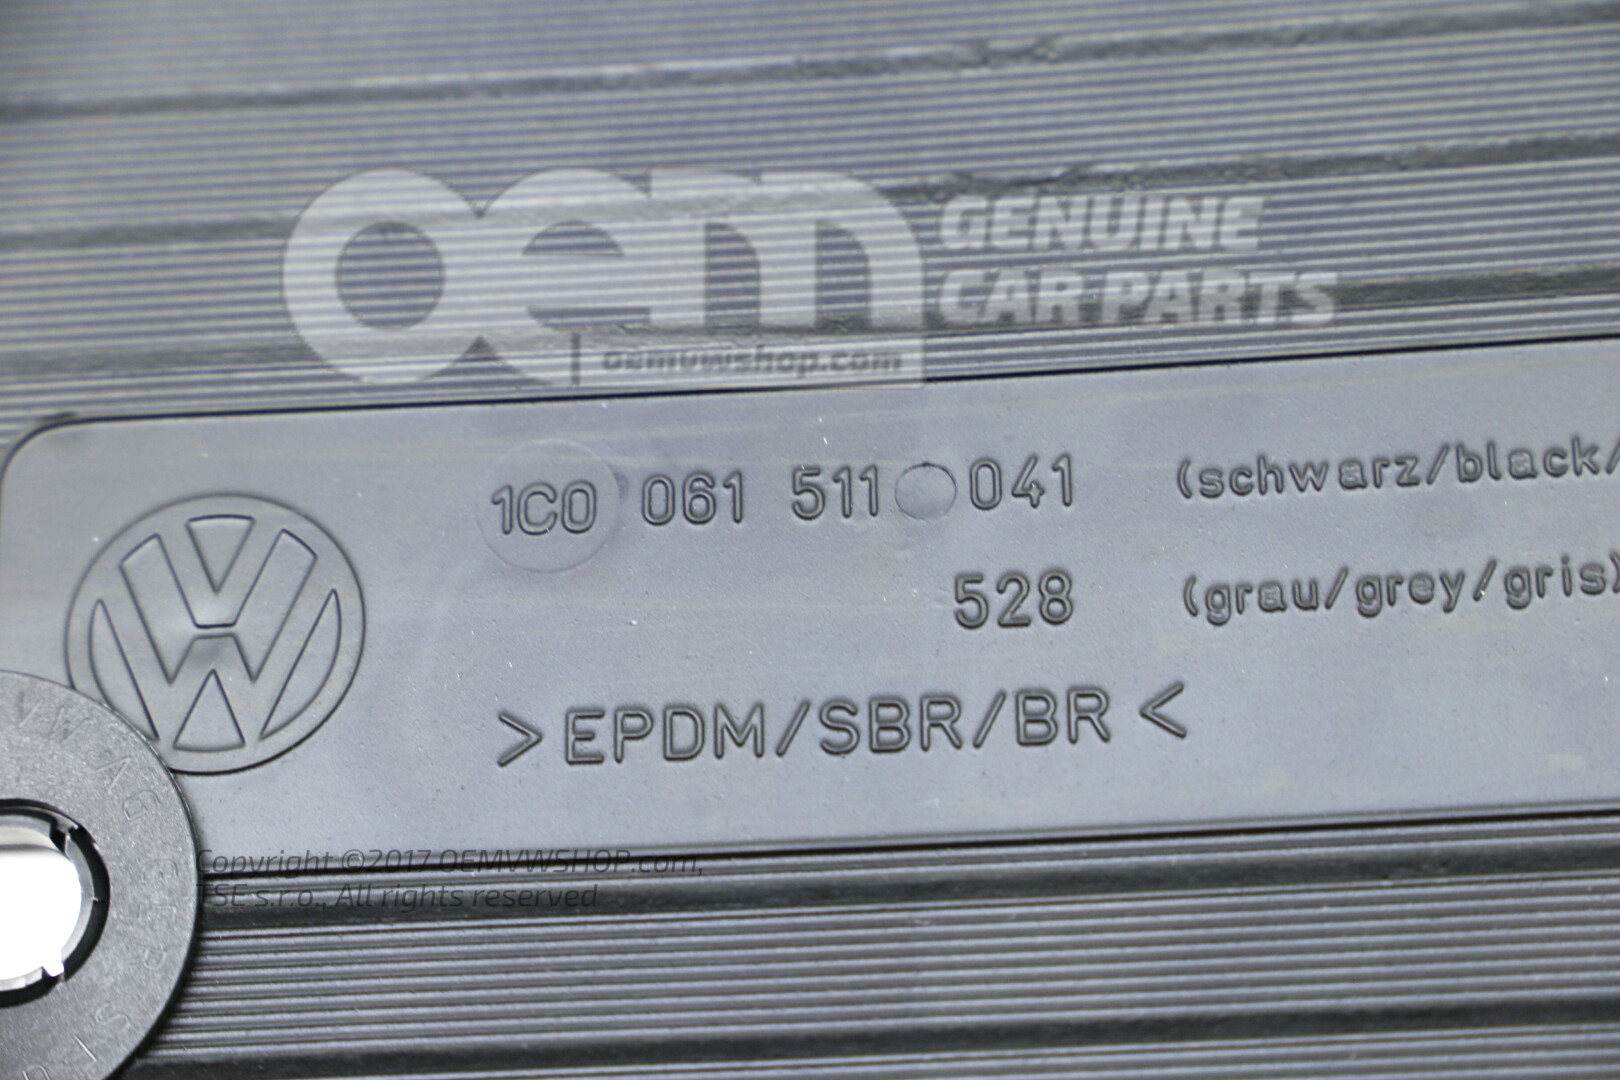 oem GENUINE
CAR PARTS
oemvwshop.com
1C0 061 511 041 (schwarz/black/
528 (grau/grey/gris)
>EPDM/SBR/BR<
Copyright ©2017 OEMVWSHOP.com,
SE s.r.o., All rights reserved